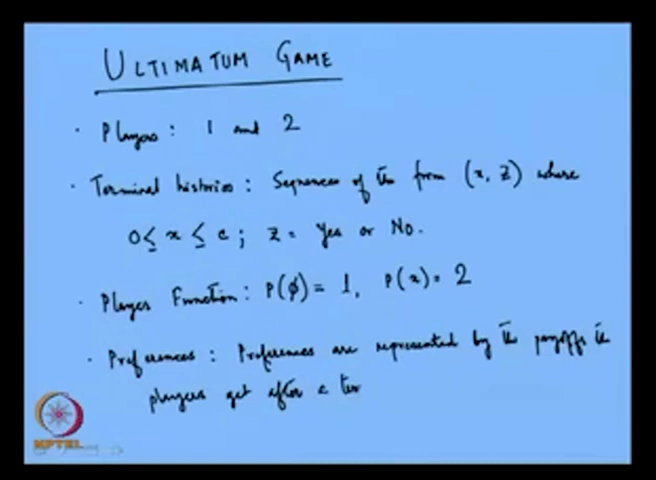 ULTIMATUM GAME
· Players : 1 and 2
· Terminal histories : Sequences of the form (x, Z) where
0 ≤ x ≤ c ; Z = Yes or No.
· Player Function : P(ϕ) = 1, P(x) = 2
· Preferences : Preferences are represented by the payoffs the
players get after a ter
NPTEL